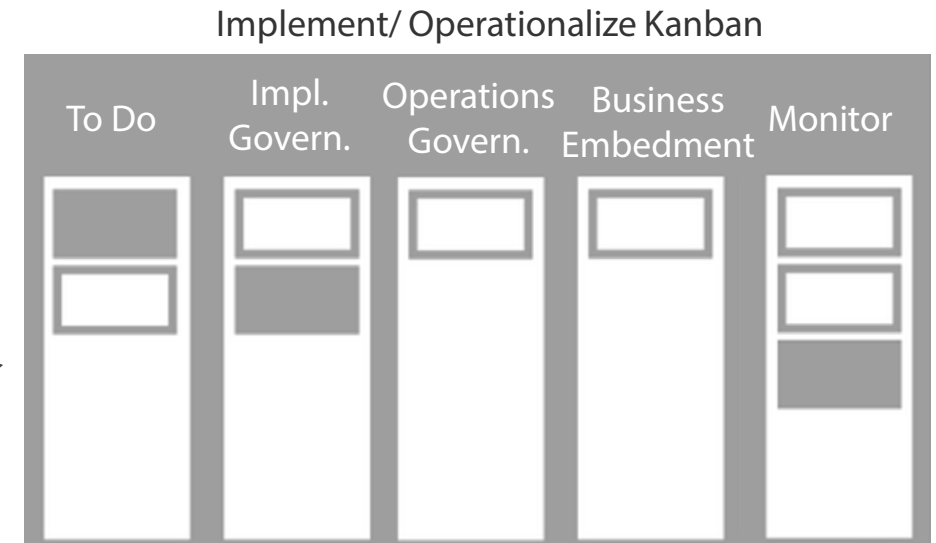 Implement/ Operationalize Kanban
To Do
Impl.
Govern.
Operations
Govern.
Business
Embedment
Monitor